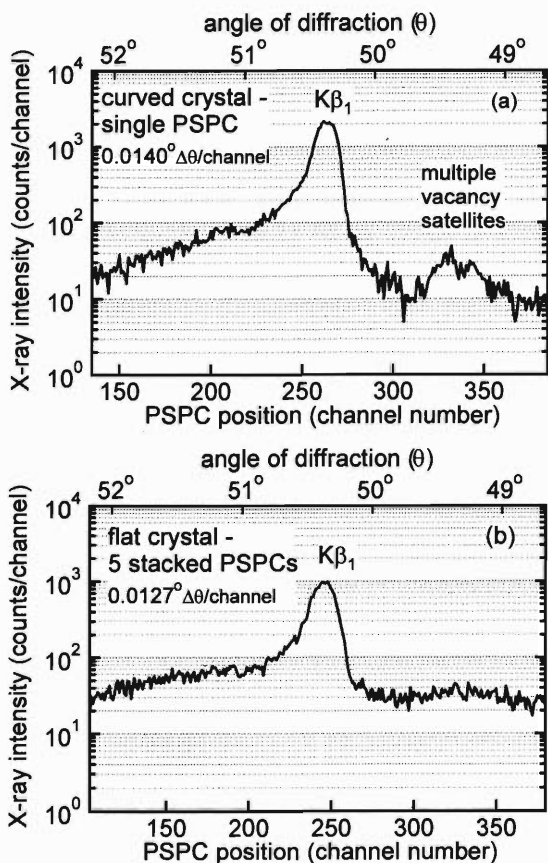 angle of diffraction (θ)
52° 51° 50° 49°
10⁴
10³
10²
10¹
10⁰
X-ray intensity (counts/channel)
curved crystal -
single PSPC
0.0140° Δθ/channel
Kβ₁
(a)
multiple
vacancy
satellites
150 200 250 300 350
PSPC position (channel number)
angle of diffraction (θ)
52° 51° 50° 49°
10⁴
10³
10²
10¹
10⁰
X-ray intensity (counts/channel)
flat crystal -
5 stacked PSPCs
0.0127° Δθ/channel
Kβ₁
(b)
150 200 250 300 350
PSPC position (channel number)